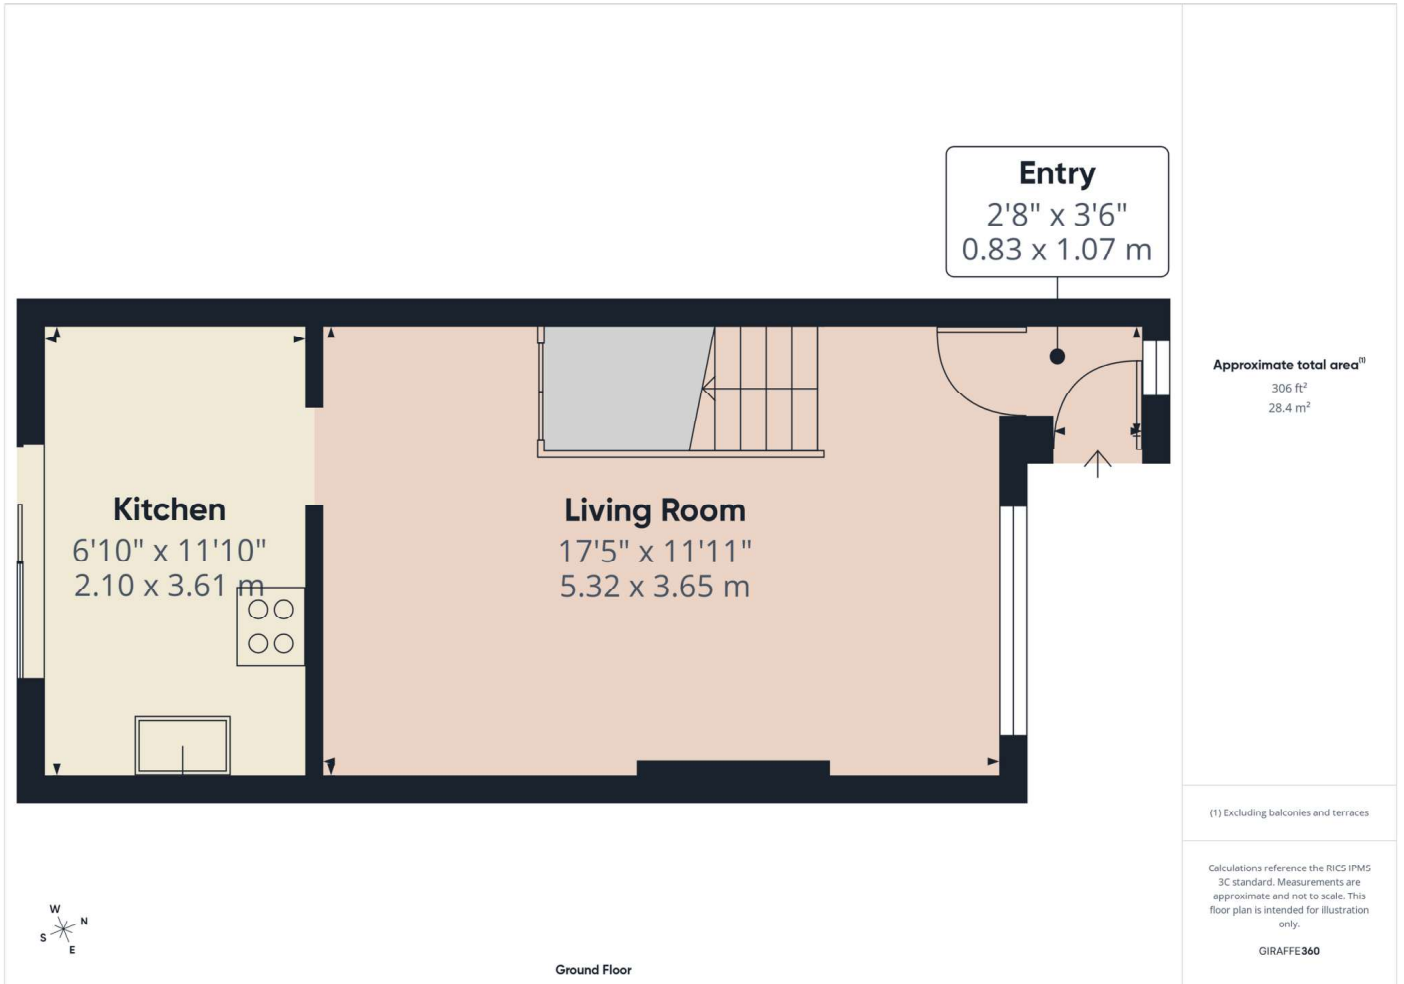 Entry
2'8" x 3'6"
0.83 x 1.07 m
Kitchen
6'10" x 11'10"
2.10 x 3.61 m
Living Room
17'5" x 11'11"
5.32 x 3.65 m
Approximate total area(1)
306 ft²
28.4 m²
(1) Excluding balconies and terraces
Calculations reference the RICS IPMS
3C standard. Measurements are
approximate and not to scale. This
floor plan is intended for illustration
only.
GIRAFFE360
W
N
S
E
Ground Floor